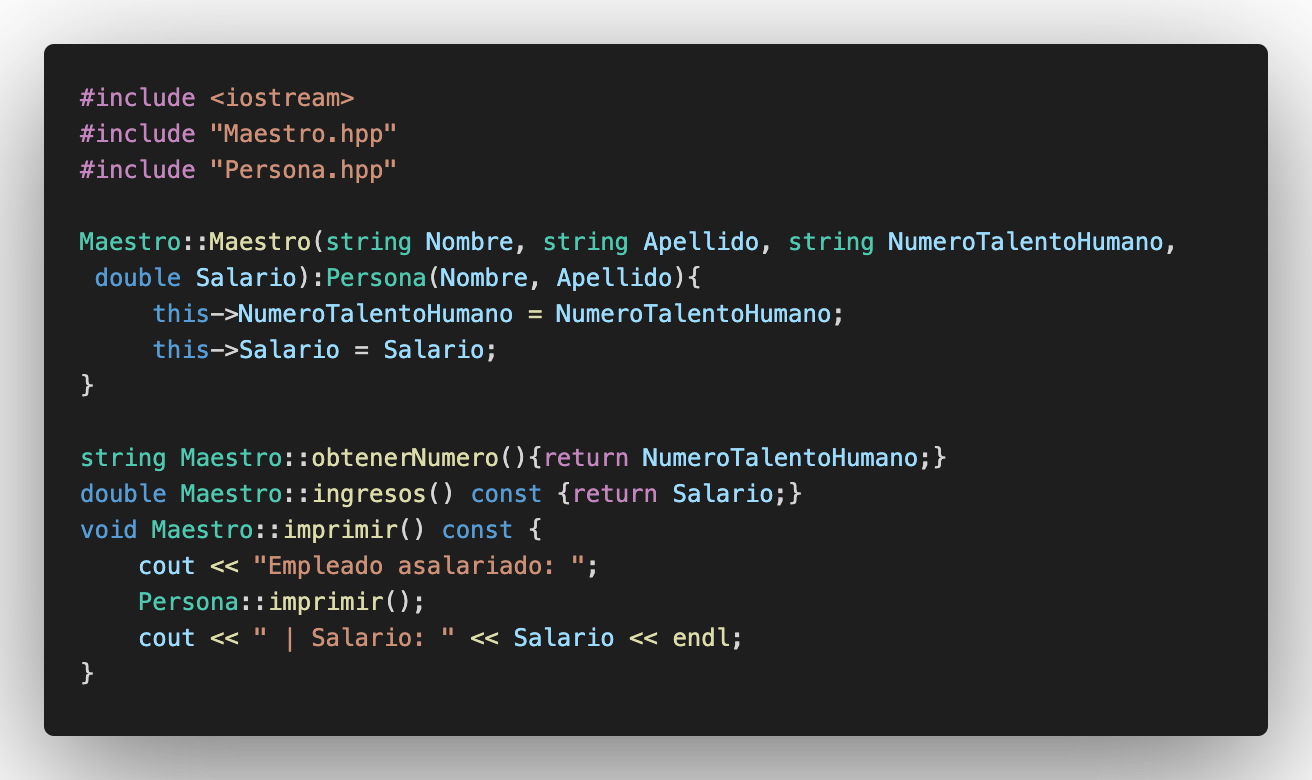 #include <iostream>
#include "Maestro.hpp"
#include "Persona.hpp"

Maestro::Maestro(string Nombre, string Apellido, string NumeroTalentoHumano,
 double Salario):Persona(Nombre, Apellido){
     this->NumeroTalentoHumano = NumeroTalentoHumano;
     this->Salario = Salario;
}

string Maestro::obtenerNumero(){return NumeroTalentoHumano;}
double Maestro::ingresos() const {return Salario;}
void Maestro::imprimir() const {
    cout << "Empleado asalariado: ";
    Persona::imprimir();
    cout << " | Salario: " << Salario << endl;
}